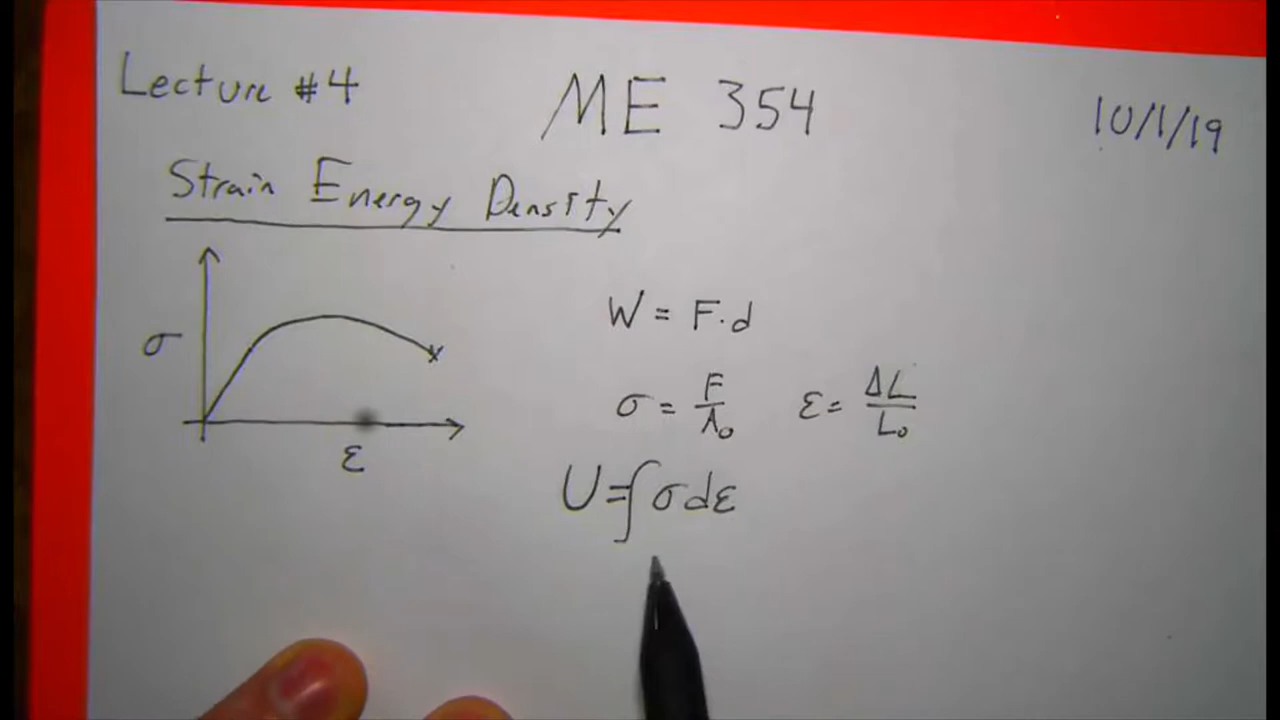 Lecture #4 ME 354 10/1/19
Strain Energy Density
σ
ε
W = F·d
σ = F/A₀ ε = ΔL/L₀
U = ∫σdε